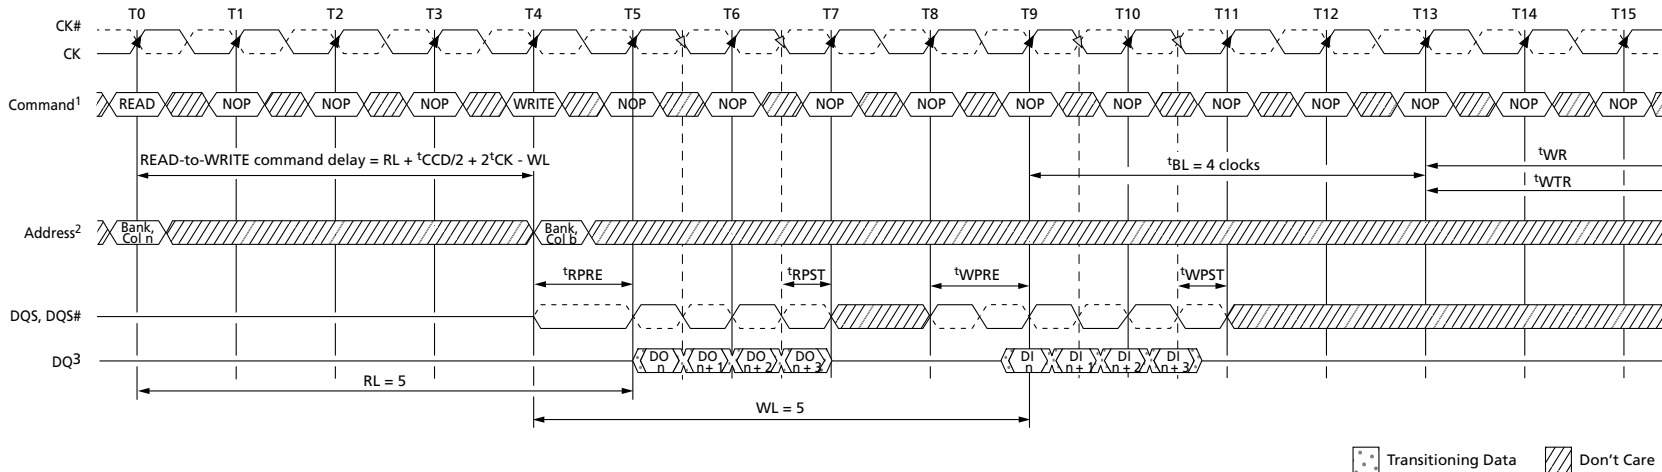 T0 T1 T2 T3 T4 T5 T6 T7 T8 T9 T10 T11 T12 T13 T14 T15
CK#
CK
Command1 READ NOP NOP NOP WRITE NOP NOP NOP NOP NOP NOP NOP NOP NOP NOP NOP
READ-to-WRITE command delay = RL + tCCD/2 + 2tCK - WL
tBL = 4 clocks
tWR
tWTR
Address2 Bank, Col n Bank, Col b
tRPRE tRPST tWPRE tWPST
DQS, DQS#
DQ3 DO n DO n + 1 DO n + 2 DO n + 3 DI n DI n + 1 DI n + 2 DI n + 3
RL = 5
WL = 5
Transitioning Data Don't Care